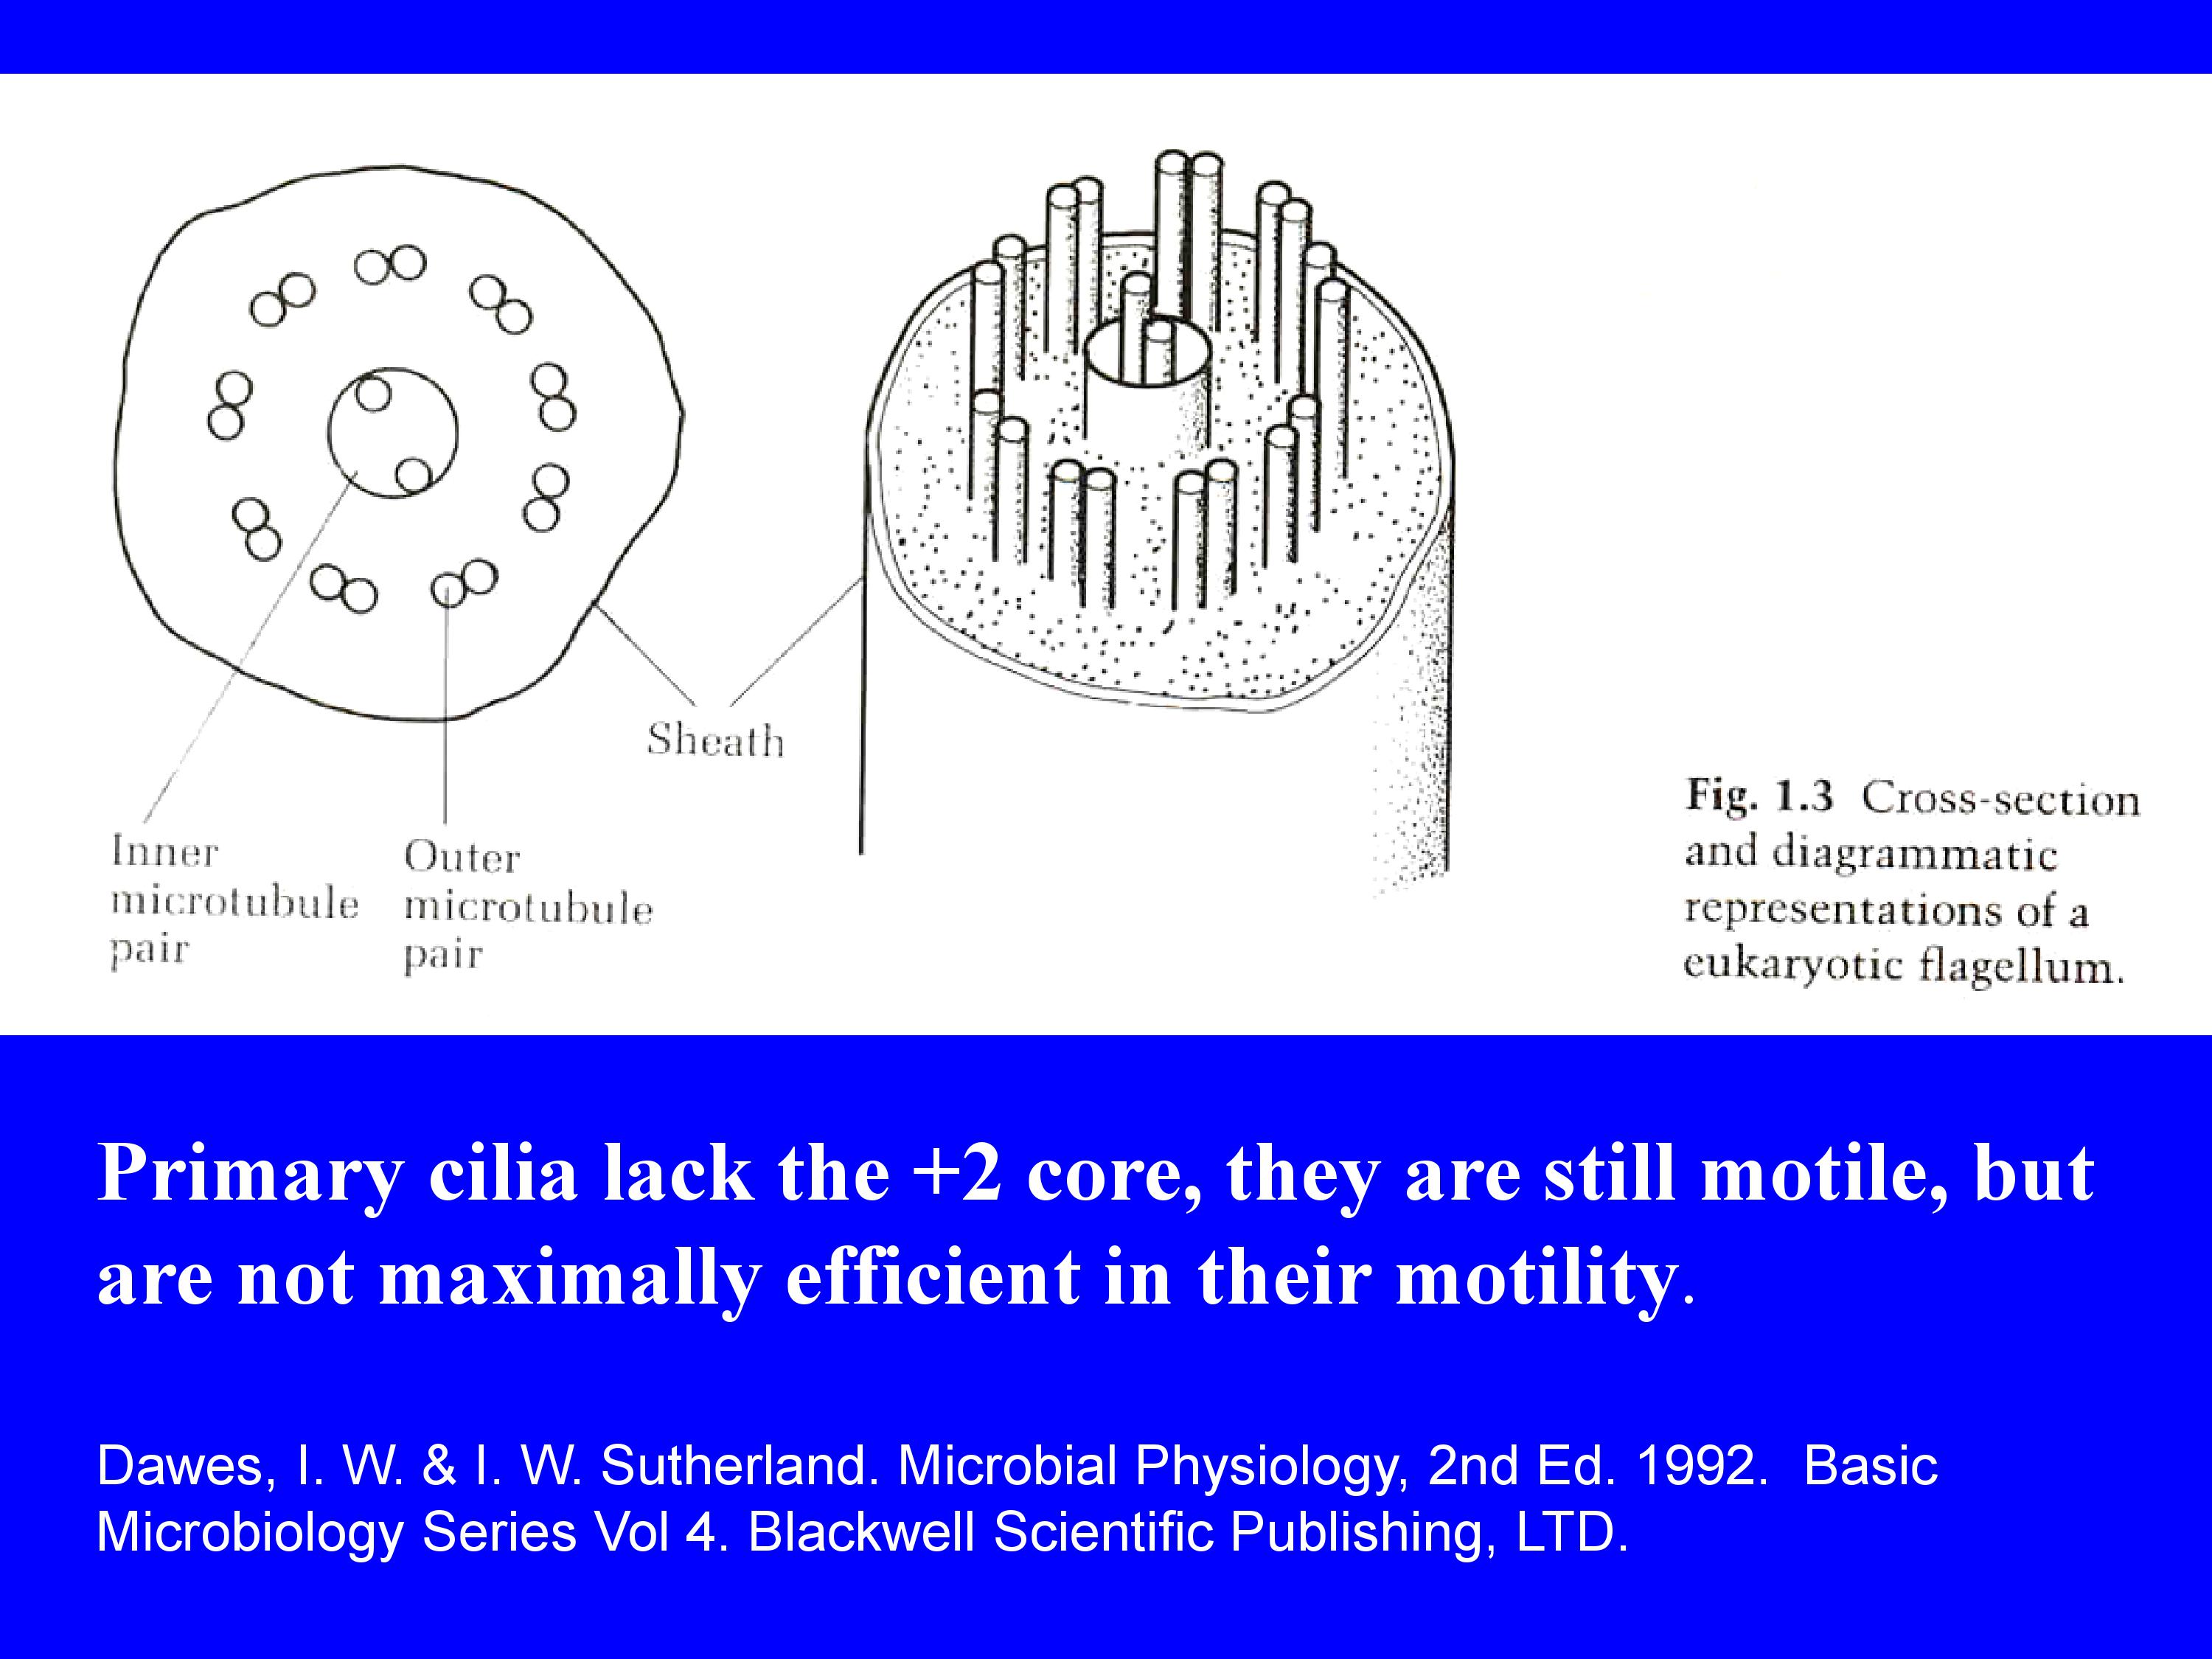 Sheath
Inner
microtubule
pair
Outer
microtubule
pair
Fig. 1.3 Cross-section
and diagrammatic
representations of a
eukaryotic flagellum.
Primary cilia lack the +2 core, they are still motile, but
are not maximally efficient in their motility.
Dawes, I. W. & I. W. Sutherland. Microbial Physiology, 2nd Ed. 1992. Basic
Microbiology Series Vol 4. Blackwell Scientific Publishing, LTD.